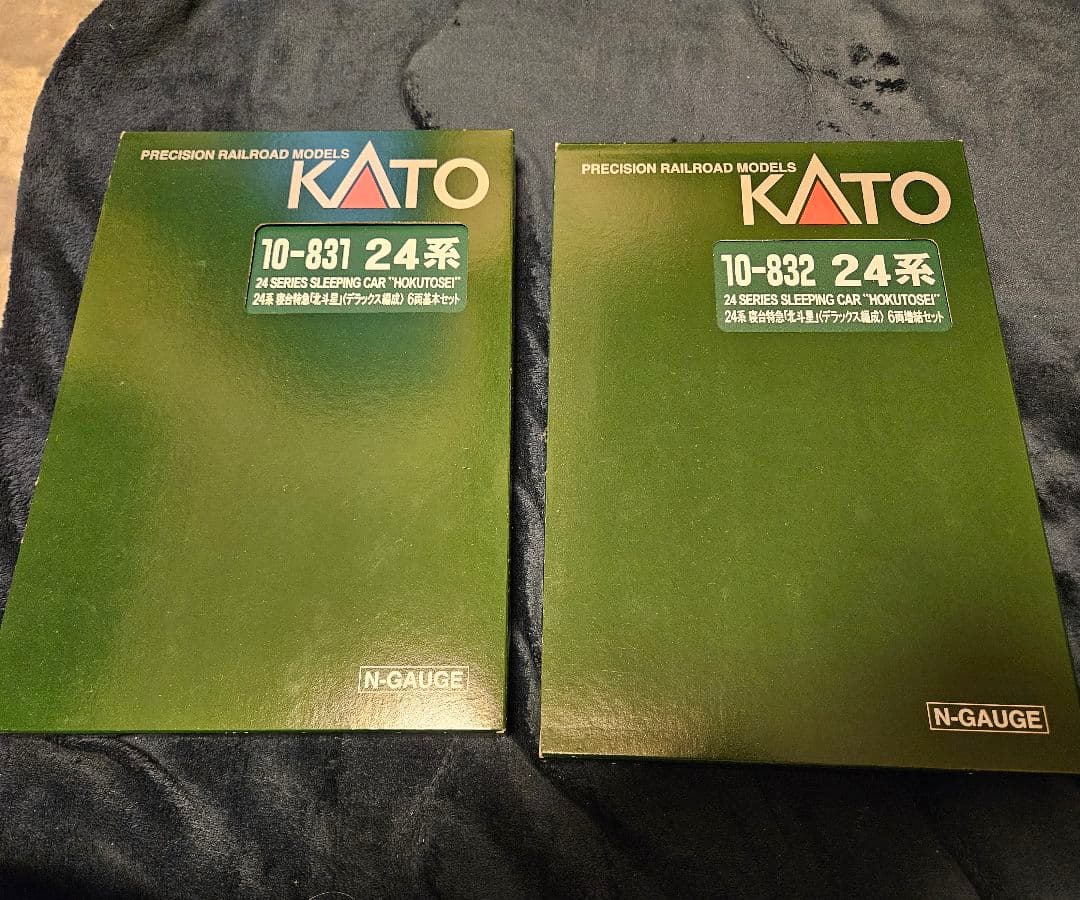 PRECISION RAILROAD MODELS
KATO
10-831 24系
24 SERIES SLEEPING CAR "HOKUTOSEI"
24系 寝台特急「北斗星」〈デラックス編成〉 6両基本セット
N-GAUGE
PRECISION RAILROAD MODELS
KATO
10-832 24系
24 SERIES SLEEPING CAR "HOKUTOSEI"
24系 寝台特急「北斗星」〈デラックス編成〉 6両増結セット
N-GAUGE